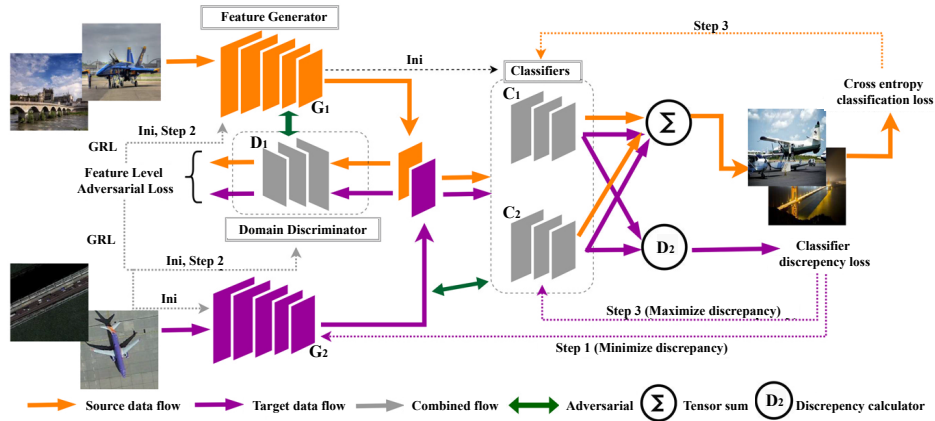 Feature Generator
Step 3
Ini
Classifiers
Cross entropy
classification loss
G1
C1
Σ
Ini, Step 2
GRL
D1
Feature Level
Adversarial Loss
C2
Domain Discriminator
GRL
Ini, Step 2
D2
Classifier
discrepancy loss
Ini
Step 3 (Maximize discrepancy)
G2
Step 1 (Minimize discrepancy)
Source data flow
Target data flow
Combined flow
Adversarial
Σ
Tensor sum
D2
Discrepency calculator